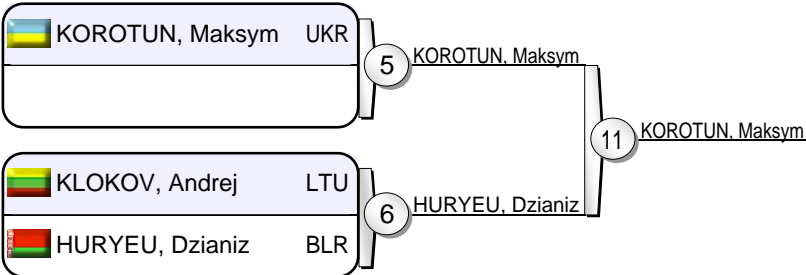 KOROTUN, Maksym UKR
5
KOROTUN, Maksym
11
KOROTUN, Maksym
KLOKOV, Andrej LTU
6
HURYEU, Dzianiz
HURYEU, Dzianiz BLR